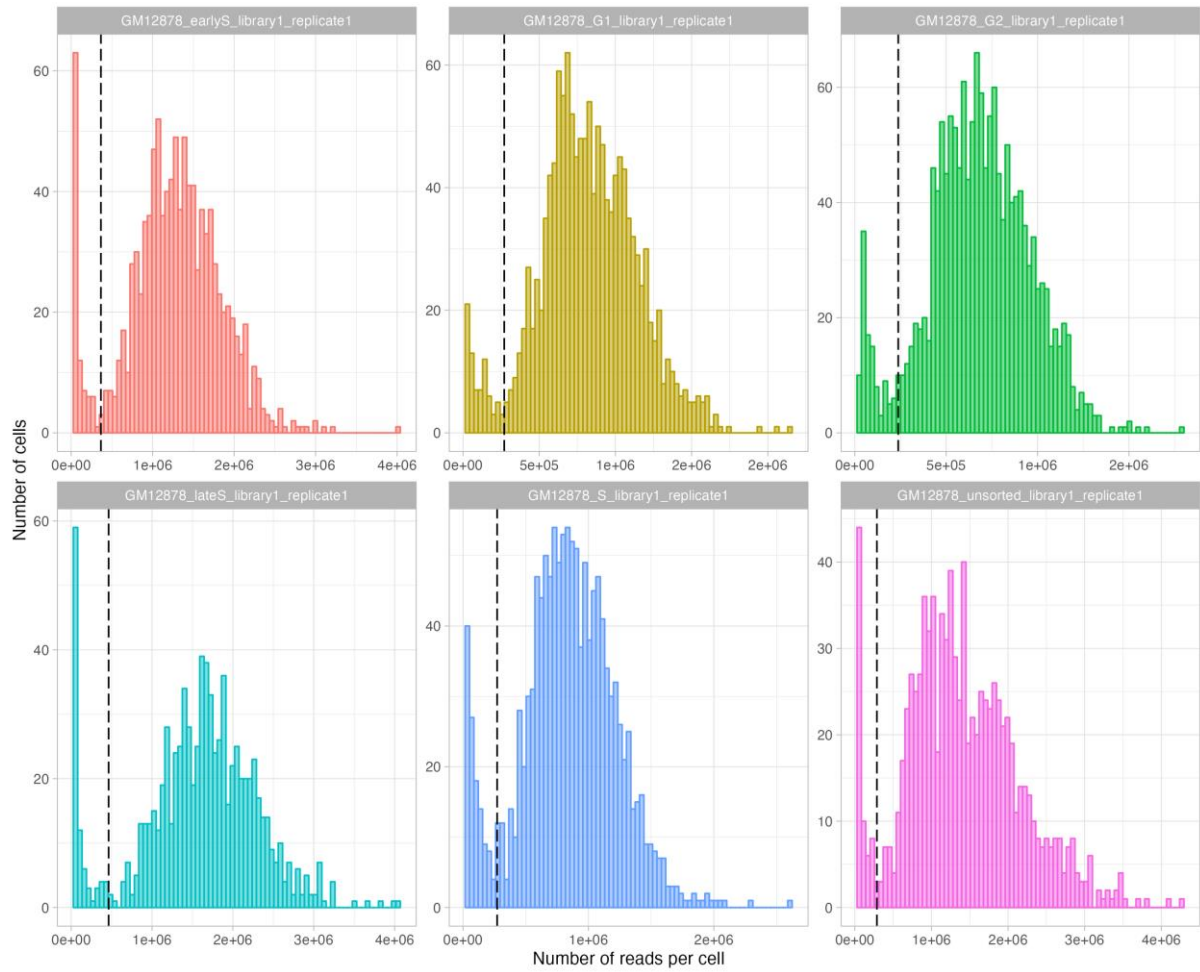 GM12878_earlyS_library1_replicate1
GM12878_G1_library1_replicate1
GM12878_G2_library1_replicate1
60
40
20
0
60
40
20
0
60
40
20
0
0e+00 1e+06 2e+06 3e+06 4e+06
0e+00 5e+05 1e+06 2e+06 2e+06
0e+00 5e+05 1e+06 2e+06
Number of cells
GM12878_lateS_library1_replicate1
GM12878_S_library1_replicate1
GM12878_unsorted_library1_replicate1
60
40
20
0
40
20
0
40
30
20
10
0
0e+00 1e+06 2e+06 3e+06 4e+06
0e+00 1e+06 2e+06
0e+00 1e+06 2e+06 3e+06 4e+06
Number of reads per cell